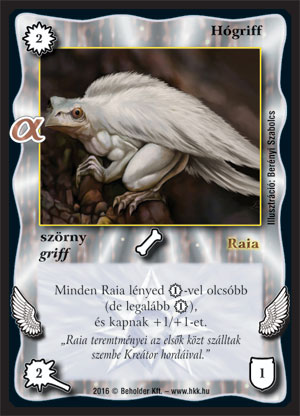 2
Hógriff
α
Illusztráció: Berényi Szabolcs
szörny
griff
Raia
Minden Raia lényed 1-vel olcsóbb
(de legalább 1),
és kapnak +1/+1-et.
„Raia teremtményei az elsők közt szálltak
szembe Kreátor hordáival.”
2
2016 © Beholder Kft. – www.hkk.hu
1